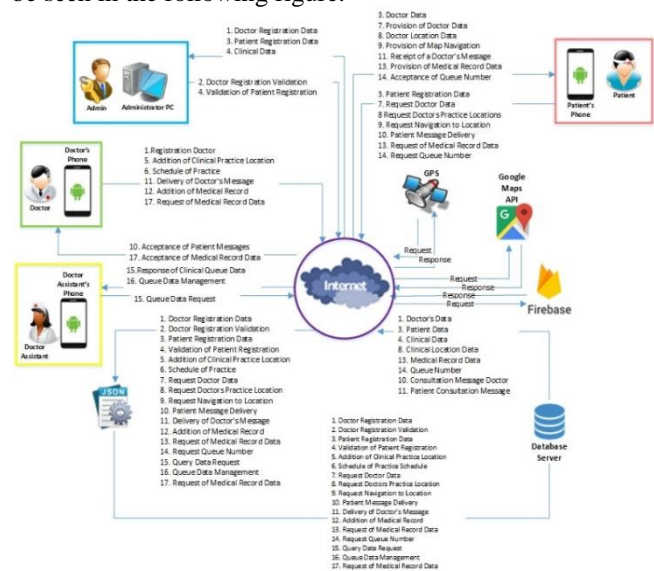 be seen in the following figure.
1. Doctor Registration Data
3. Patient Registration Data
4. Clinical Data
2. Doctor Registration Validation
4. Validation of Patient Registration
Admin
Administrator PC
3. Doctor Data
7. Provision of Doctor Data
8. Doctor Location Data
9. Provision of Map Navigation
11. Receipt of a Doctor's Message
13. Provision of Medical Record Data
14. Acceptance of Queue Number
3. Patient Registration Data
7. Request Doctor Data
8 Request Doctors Practice Locations
9. Request Navigation to Location
10. Patient Message Delivery
13. Request of Medical Record Data
14. Request Queue Number
Patient's
Phone
Patient
Doctor's
Phone
Doctor
1.Registration Doctor
5. Addition of Clinical Practice Location
6. Schedule of Practice
11. Delivery of Doctor's Message
12. Addition of Medical Record
17. Request of Medical Record Data
10. Acceptance of Patient Messages
17. Acceptance of Medical Record Data
GPS
Google
Maps
API
Request
Response
Internet
Request
Response
Response
Request
Firebase
Doctor
Assistant's
Phone
Doctor
Assistant
15.Response of Clinical Queue Data
16. Queue Data Management
15. Queue Data Request
JSON
1. Doctor Registration Data
2. Doctor Registration Validation
3. Patient Registration Data
4. Validation of Patient Registration
5. Addition of Clinical Practice Location
6. Schedule of Practice
7. Request Doctor Data
8. Request Doctors Practice Location
9. Request Navigation to Location
10. Patient Message Delivery
11. Delivery of Doctor's Message
12. Addition of Medical Record
13. Request of Medical Record Data
14. Request Queue Number
15. Query Data Request
16. Queue Data Management
17. Request of Medical Record Data
1. Doctor's Data
3. Patient Data
4. Clinical Data
8. Clinical Location Data
13. Medical Record Data
14. Queue Number
10. Consultation Message Doctor
11. Patient Consultation Message
Database
Server
1. Doctor Registration Data
2. Doctor Registration Validation
3. Patient Registration Data
4. Validation of Patient Registration
5. Addition of Clinical Practice Location
6. Schedule of Practice Schedule
7. Request Doctor Data
8. Request Doctors Practice Location
9. Request Navigation to Location
10. Patient Message Delivery
11. Delivery of Doctor's Message
12. Addition of Medical Record
13. Request of Medical Record Data
14. Request Queue Number
15. Query Data Request
16. Queue Data Management
17. Request of Medical Record Data